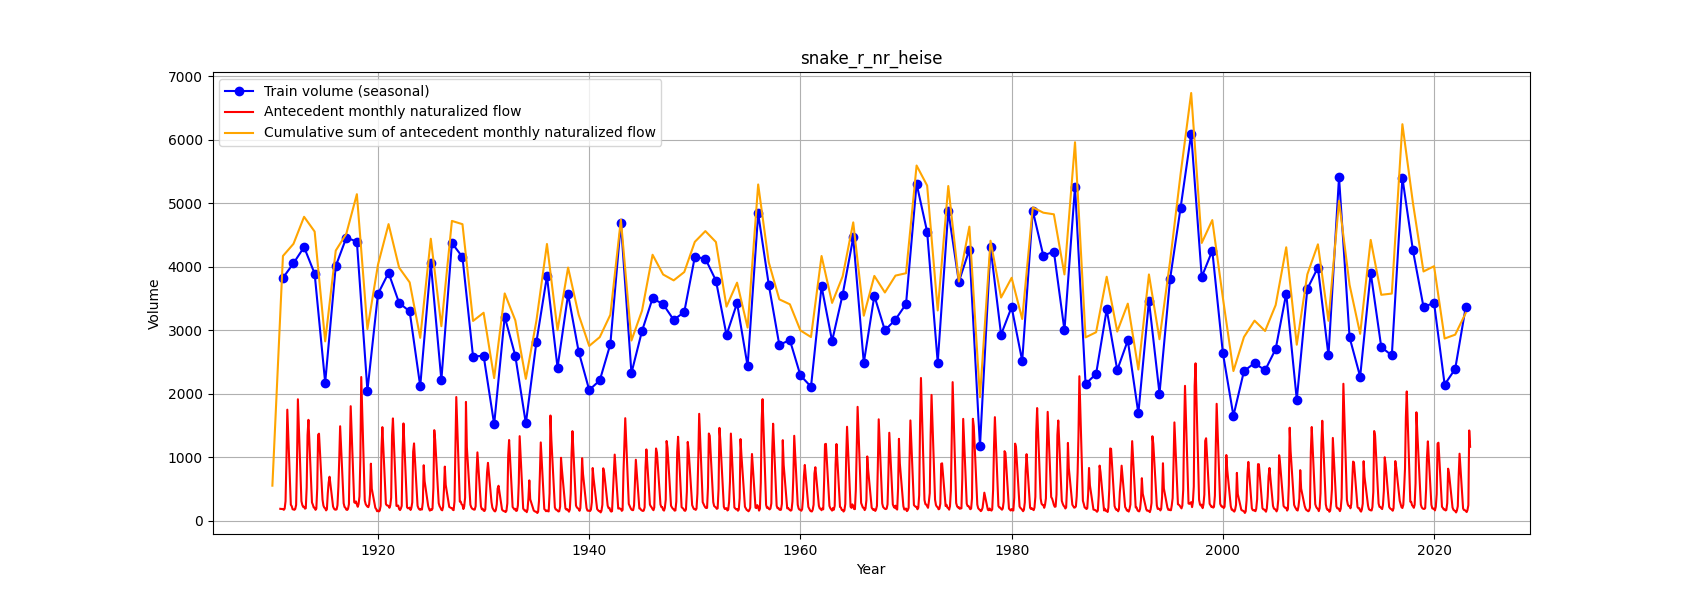 snake_r_nr_heise
Train volume (seasonal)
Antecedent monthly naturalized flow
Cumulative sum of antecedent monthly naturalized flow
Volume
7000
6000
5000
4000
3000
2000
1000
0
1920
1940
1960
1980
2000
2020
Year